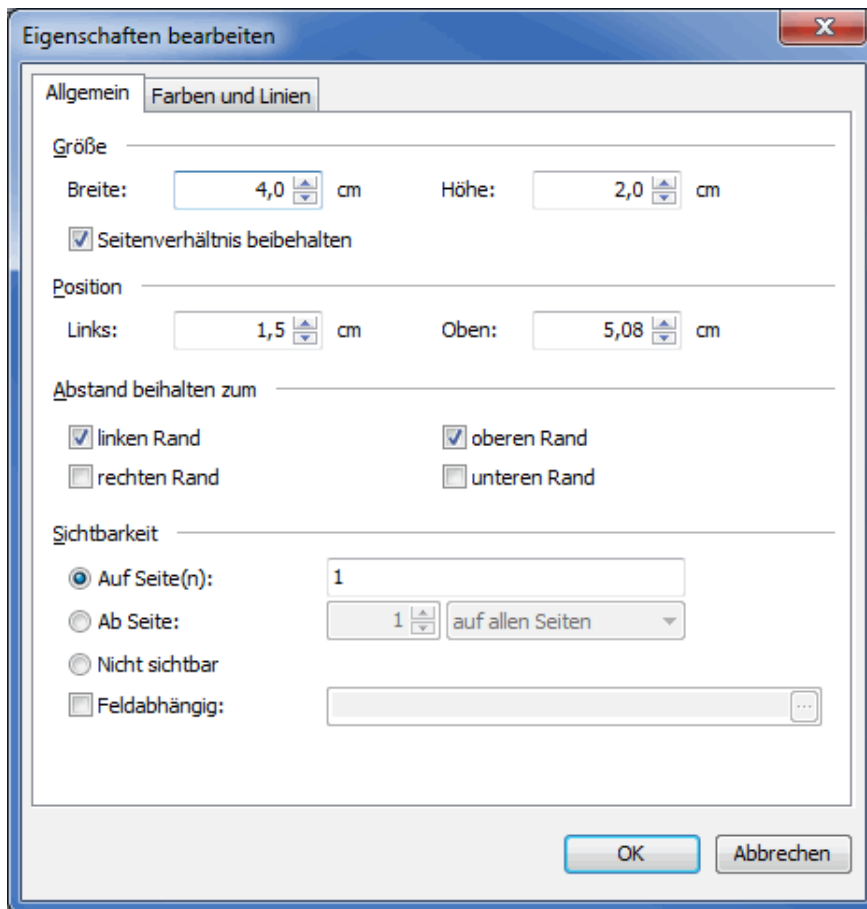 Eigenschaften bearbeiten
Allgemein Farben und Linien
Größe
Breite: 4,0 cm Höhe: 2,0 cm
Seitenverhältnis beibehalten
Position
Links: 1,5 cm Oben: 5,08 cm
Abstand beihalten zum
linken Rand oberen Rand
rechten Rand unteren Rand
Sichtbarkeit
Auf Seite(n): 1
Ab Seite: 1 auf allen Seiten
Nicht sichtbar
Feldabhängig: ...
OK Abbrechen